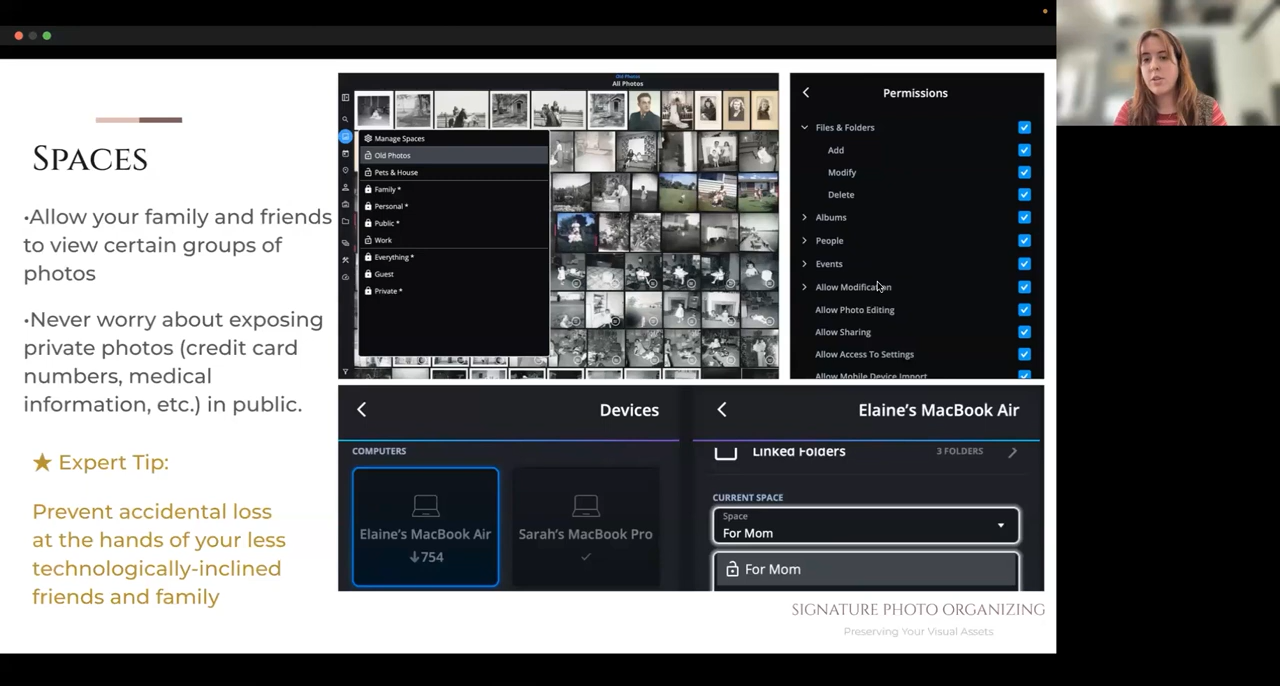 SPACES
•Allow your family and friends
to view certain groups of
photos
•Never worry about exposing
private photos (credit card
numbers, medical
information, etc.) in public.
★ Expert Tip:
Prevent accidental loss
at the hands of your less
technologically-inclined
friends and family
Old Photos
All Photos
Manage Spaces
Old Photos
Pets & House
Family *
Personal *
Public *
Work
Everything *
Guest
Private *
Permissions
Files & Folders
Add
Modify
Delete
Albums
People
Events
Allow Modification
Allow Photo Editing
Allow Sharing
Allow Access To Settings
Allow Mobile Device Import
Devices
COMPUTERS
Elaine's MacBook Air
↓754
Sarah's MacBook Pro
Elaine's MacBook Air
Linked Folders 3 FOLDERS
CURRENT SPACE
Space
For Mom
For Mom
SIGNATURE PHOTO ORGANIZING
Preserving Your Visual Assets